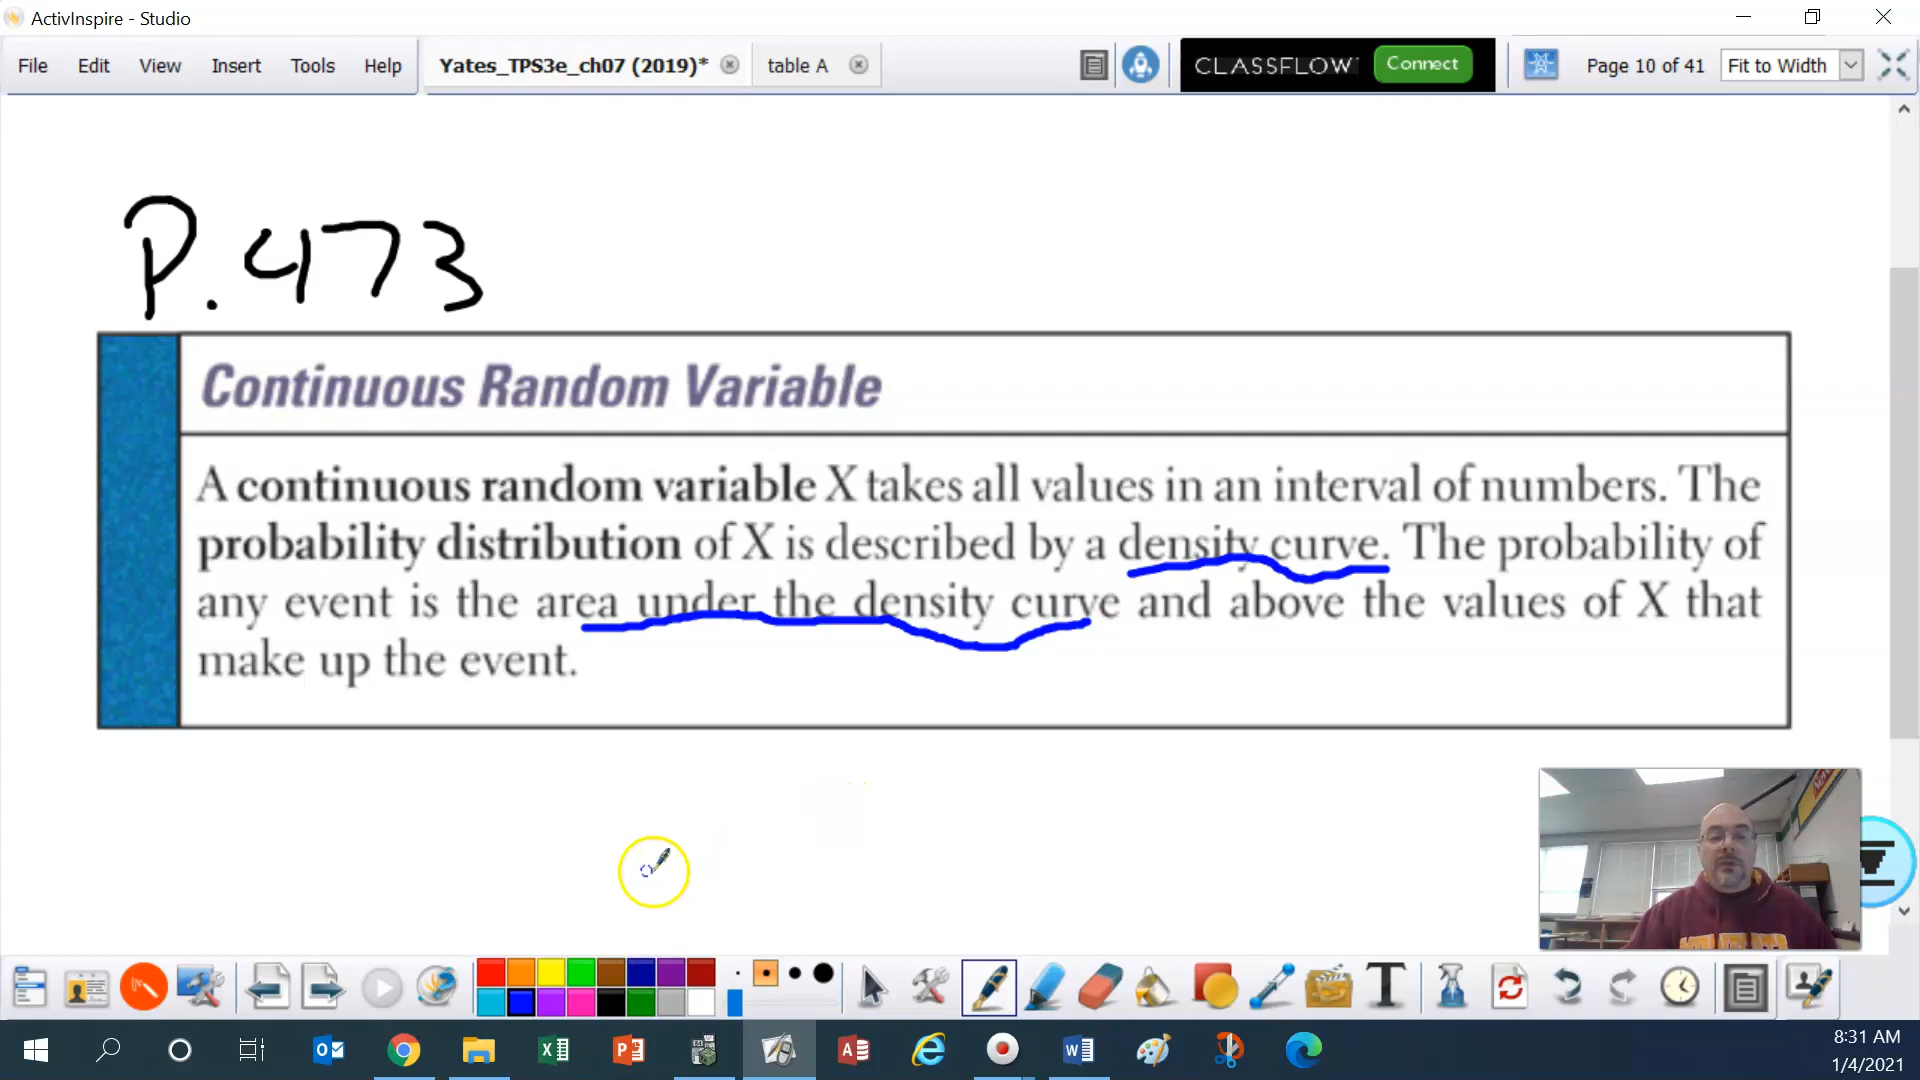 ActivInspire - Studio
File Edit View Insert Tools Help
Yates_TPS3e_ch07 (2019)*
table A
CLASSFLOW Connect
Page 10 of 41
Fit to Width
P.473
Continuous Random Variable
A continuous random variable X takes all values in an interval of numbers. The
probability distribution of X is described by a density curve. The probability of
any event is the area under the density curve and above the values of X that
make up the event.
8:31 AM
1/4/2021